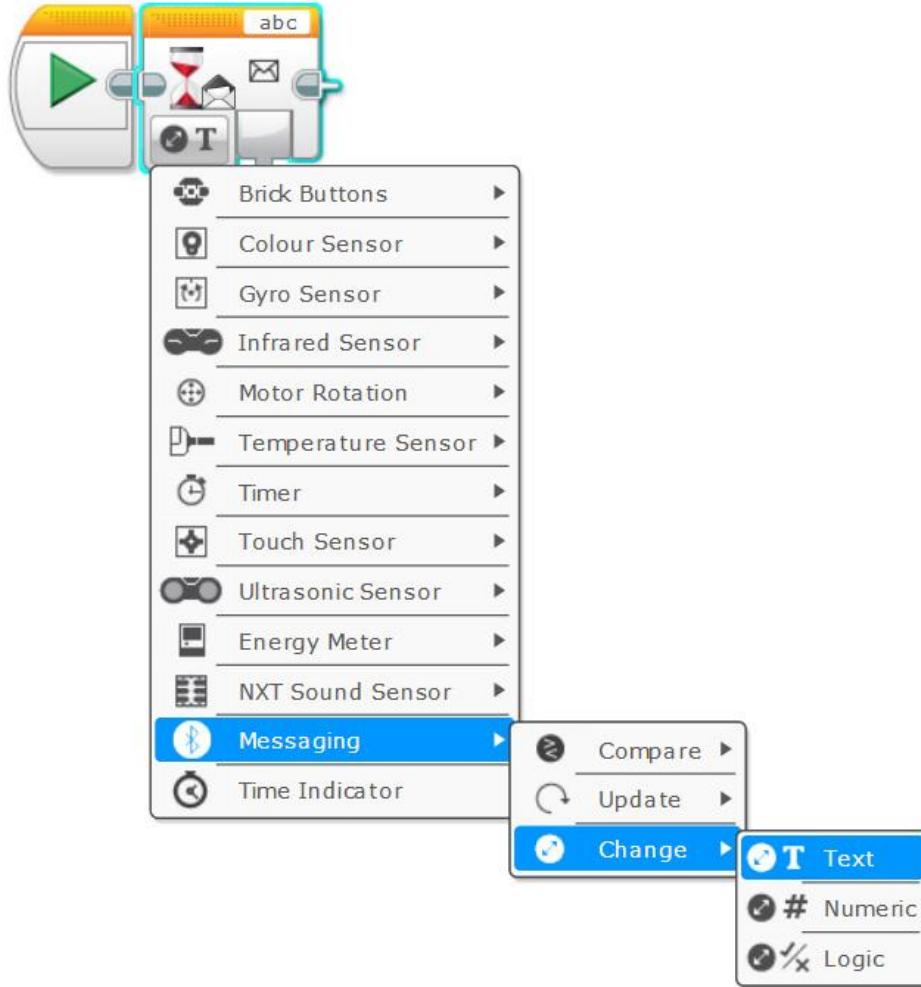 abc
T
Brick Buttons
Colour Sensor
Gyro Sensor
Infrared Sensor
Motor Rotation
Temperature Sensor
Timer
Touch Sensor
Ultrasonic Sensor
Energy Meter
NXT Sound Sensor
Messaging
Time Indicator
Compare
Update
Change
T Text
# Numeric
Logic